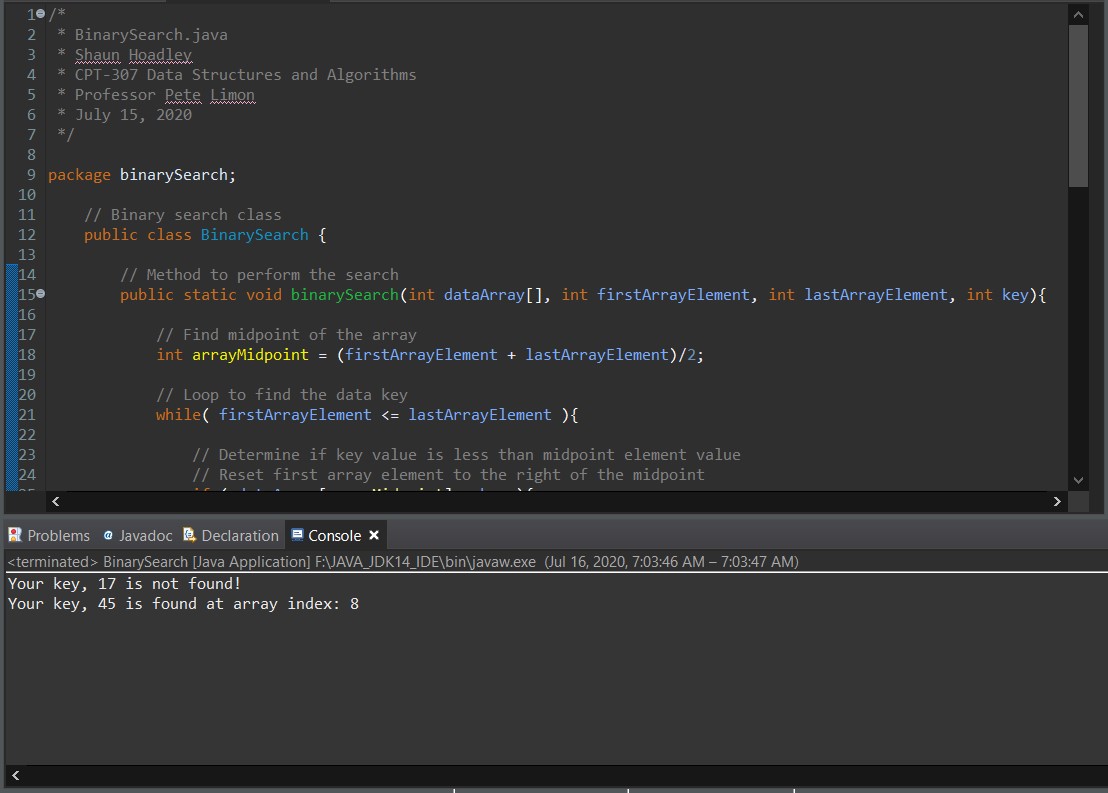 1 /*
2 * BinarySearch.java
3 * Shaun Hoadley
4 * CPT-307 Data Structures and Algorithms
5 * Professor Pete Limon
6 * July 15, 2020
7 */
8
9 package binarySearch;
10
11 // Binary search class
12 public class BinarySearch {
13
14 // Method to perform the search
15 public static void binarySearch(int dataArray[], int firstArrayElement, int lastArrayElement, int key){
16
17 // Find midpoint of the array
18 int arrayMidpoint = (firstArrayElement + lastArrayElement)/2;
19
20 // Loop to find the data key
21 while( firstArrayElement <= lastArrayElement ){
22
23 // Determine if key value is less than midpoint element value
24 // Reset first array element to the right of the midpoint
Problems Javadoc Declaration Console
<terminated> BinarySearch [Java Application] F:\JAVA_JDK14_IDE\bin\javaw.exe (Jul 16, 2020, 7:03:46 AM – 7:03:47 AM)
Your key, 17 is not found!
Your key, 45 is found at array index: 8